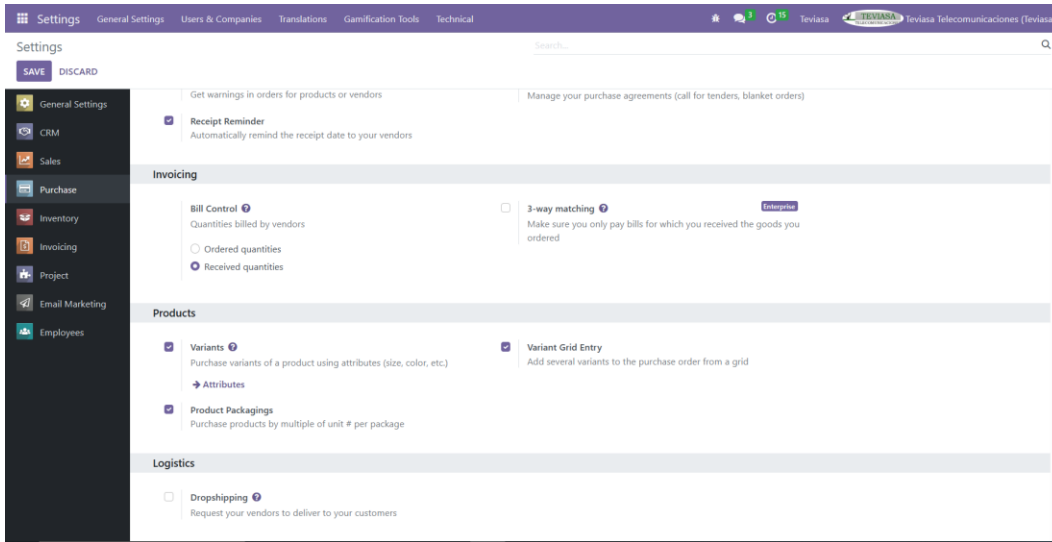 Settings General Settings Users & Companies Translations Gamification Tools Technical 3 15 Teviasa TEVIASA Teviasa Telecomunicaciones (Teviasa
Settings Search...
SAVE DISCARD
General Settings
CRM
Sales
Purchase
Inventory
Invoicing
Project
Email Marketing
Employees
Get warnings in orders for products or vendors
Manage your purchase agreements (call for tenders, blanket orders)
Receipt Reminder
Automatically remind the receipt date to your vendors
Invoicing
Bill Control
Quantities billed by vendors
Ordered quantities
Received quantities
3-way matching Enterprise
Make sure you only pay bills for which you received the goods you
ordered
Products
Variants
Purchase variants of a product using attributes (size, color, etc.)
Attributes
Variant Grid Entry
Add several variants to the purchase order from a grid
Product Packagings
Purchase products by multiple of unit # per package
Logistics
Dropshipping
Request your vendors to deliver to your customers